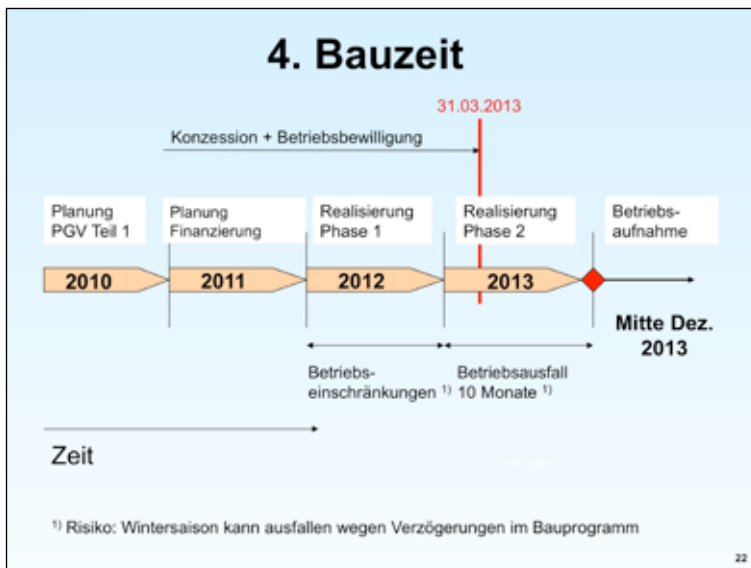 4. Bauzeit
31.03.2013
Konzession + Betriebsbewilligung
Planung
PGV Teil 1
Planung
Finanzierung
Realisierung
Phase 1
Realisierung
Phase 2
Betriebs-
aufnahme
2010
2011
2012
2013
Mitte Dez.
2013
Betriebs-
einschränkungen ¹⁾
Betriebsausfall
10 Monate ¹⁾
Zeit
¹⁾ Risiko: Wintersaison kann ausfallen wegen Verzögerungen im Bauprogramm
22